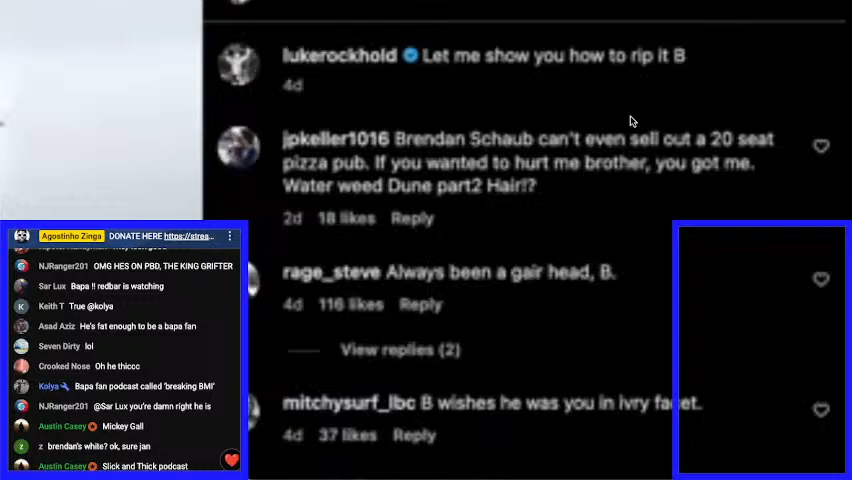 lukerockhold Let me show you how to rip it B
4d
jpkeller1016 Brendan Schaub can't even sell out a 20 seat
pizza pub. If you wanted to hurt me brother, you got me.
Water weed Dune part2 Hair!?
2d 18 likes Reply
rage_steve Always been a gair head, B.
4d 116 likes Reply
View replies (2)
mitchysurf_lbc B wishes he was you in ivry facet.
4d 37 likes Reply
Agostinho Zinga DONATE HERE https://strea...
NJRanger201 OMG HES ON PBD, THE KING GRIFTER
Sar Lux Bapa !! redbar is watching
Keith T True @kolya
Asad Aziz He's fat enough to be a bapa fan
Seven Dirty lol
Crooked Nose Oh he thiccc
Kolya Bapa fan podcast called 'breaking BMI'
NJRanger201 @Sar Lux you're damn right he is
Austin Casey Mickey Gall
z brendan's white? ok, sure jan
Austin Casey Slick and Thick podcast